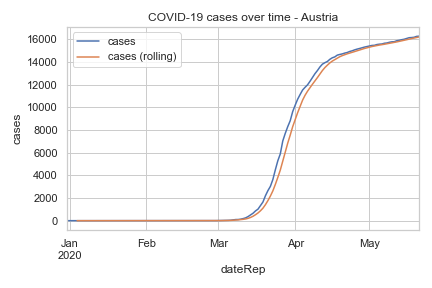 COVID-19 cases over time - Austria
cases
cases (rolling)
16000
14000
12000
10000
8000
6000
4000
2000
0
cases
Jan Feb Mar Apr May
2020
dateRep